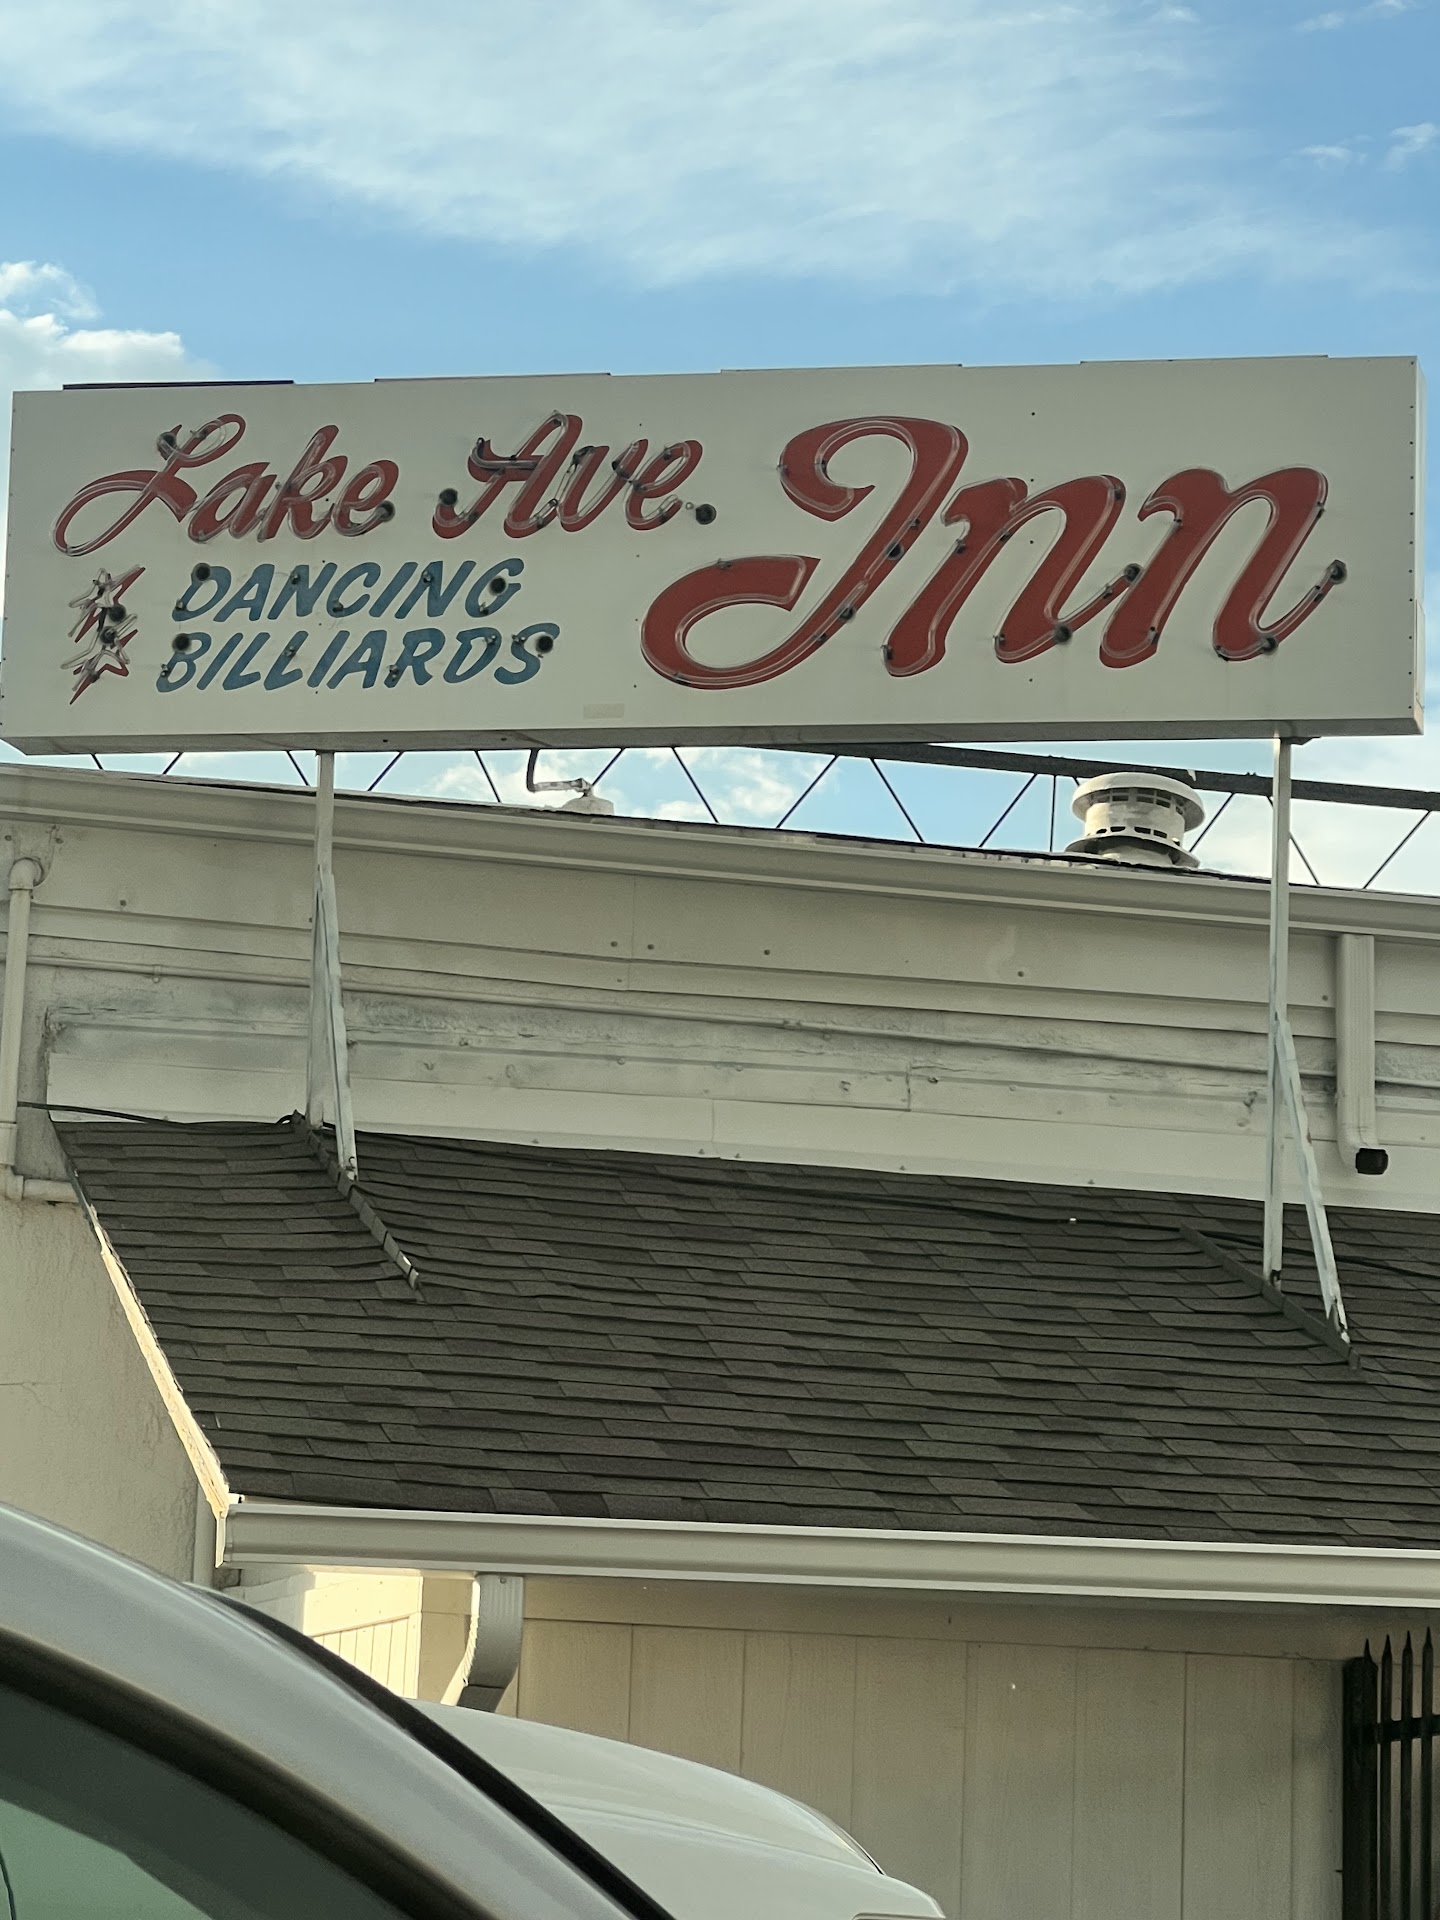 Lake Ave. Inn
DANCING
BILLIARDS